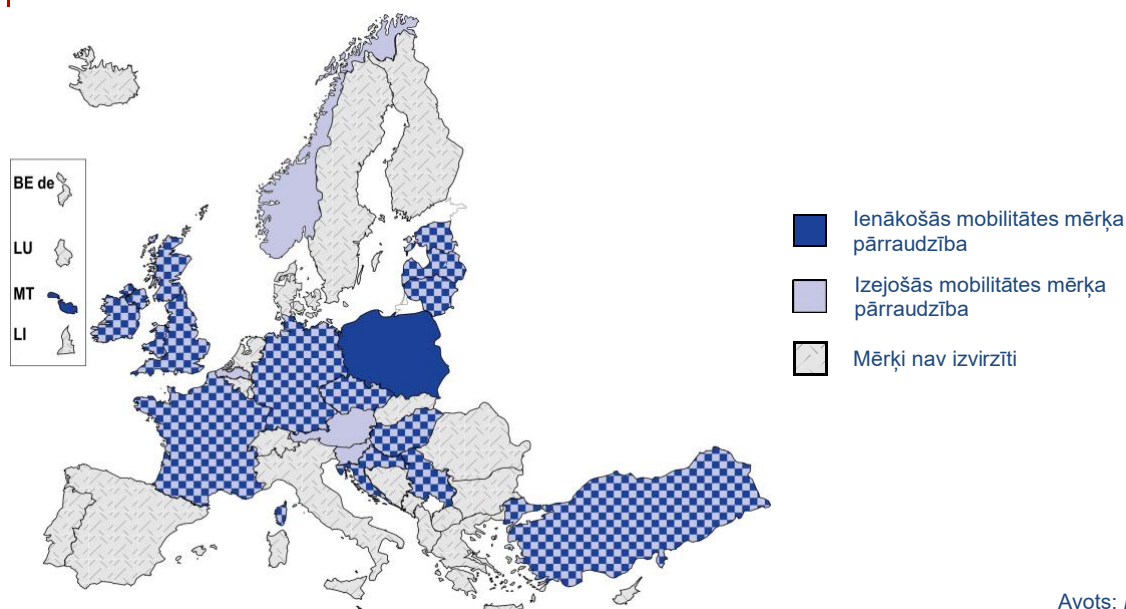 BE de
LU
MT
LI
Ienākošās mobilitātes mērķa
pārraudzība
Izejošās mobilitātes mērķa
pārraudzība
Mērķi nav izvirzīti
Avots: